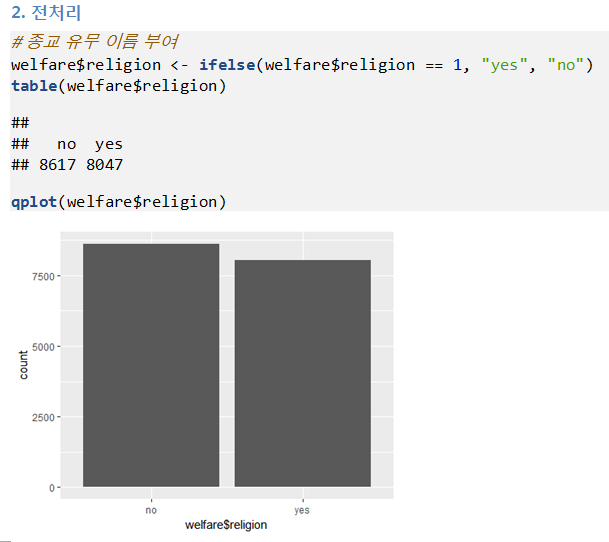 2. 전처리
# 종교 유무 이름 부여
welfare$religion <- ifelse(welfare$religion == 1, "yes", "no")
table(welfare$religion)
##
## no yes
## 8617 8047
qplot(welfare$religion)
7500
5000
2500
0
count
no yes
welfare$religion